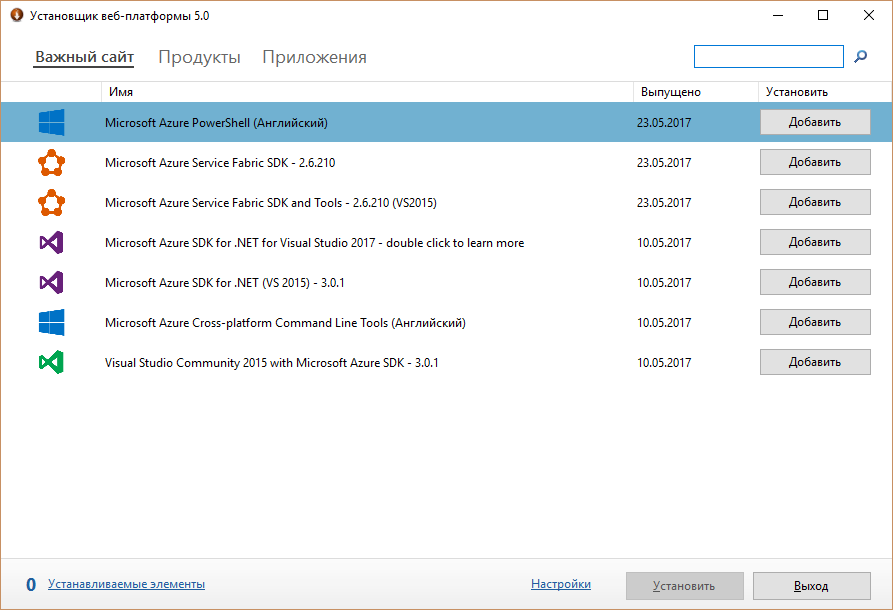 Установщик веб-платформы 5.0
Важный сайт Продукты Приложения
Имя Выпущено Установить
Microsoft Azure PowerShell (Английский) 23.05.2017 Добавить
Microsoft Azure Service Fabric SDK - 2.6.210 23.05.2017 Добавить
Microsoft Azure Service Fabric SDK and Tools - 2.6.210 (VS2015) 23.05.2017 Добавить
Microsoft Azure SDK for .NET for Visual Studio 2017 - double click to learn more 10.05.2017 Добавить
Microsoft Azure SDK for .NET (VS 2015) - 3.0.1 10.05.2017 Добавить
Microsoft Azure Cross-platform Command Line Tools (Английский) 10.05.2017 Добавить
Visual Studio Community 2015 with Microsoft Azure SDK - 3.0.1 10.05.2017 Добавить
0 Устанавливаемые элементы Настройки Установить Выход